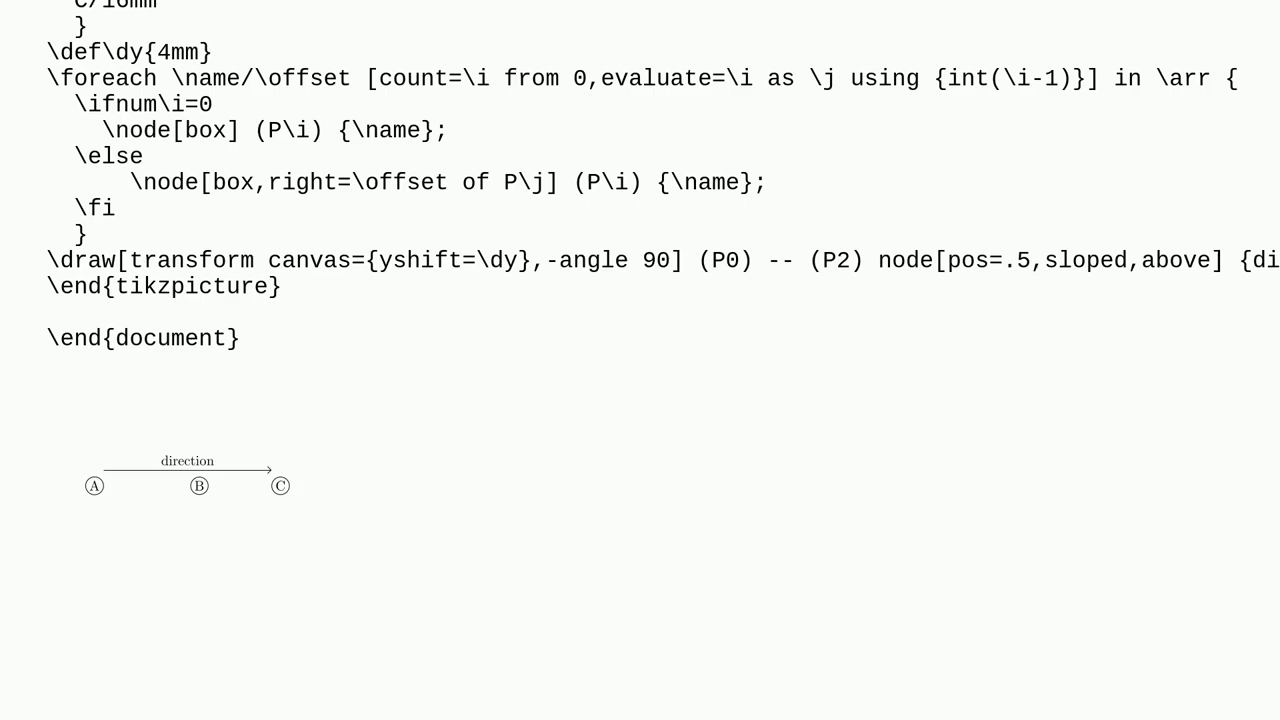 C/16mm
}
\def\dy{4mm}
\foreach \name/\offset [count=\i from 0,evaluate=\i as \j using {int(\i-1)}] in \arr {
\ifnum\i=0
\node[box] (P\i) {\name};
\else
\node[box,right=\offset of P\j] (P\i) {\name};
\fi
}
\draw[transform canvas={yshift=\dy},-angle 90] (P0) -- (P2) node[pos=.5,sloped,above] {di
\end{tikzpicture}
\end{document}
direction
A B C